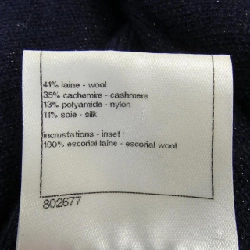 41% laine - wool
35% cachemire - cashmere
13% polyamide - nylon
11% soie - silk
incrustations - inset
100% escorial laine - escorial wool
802677